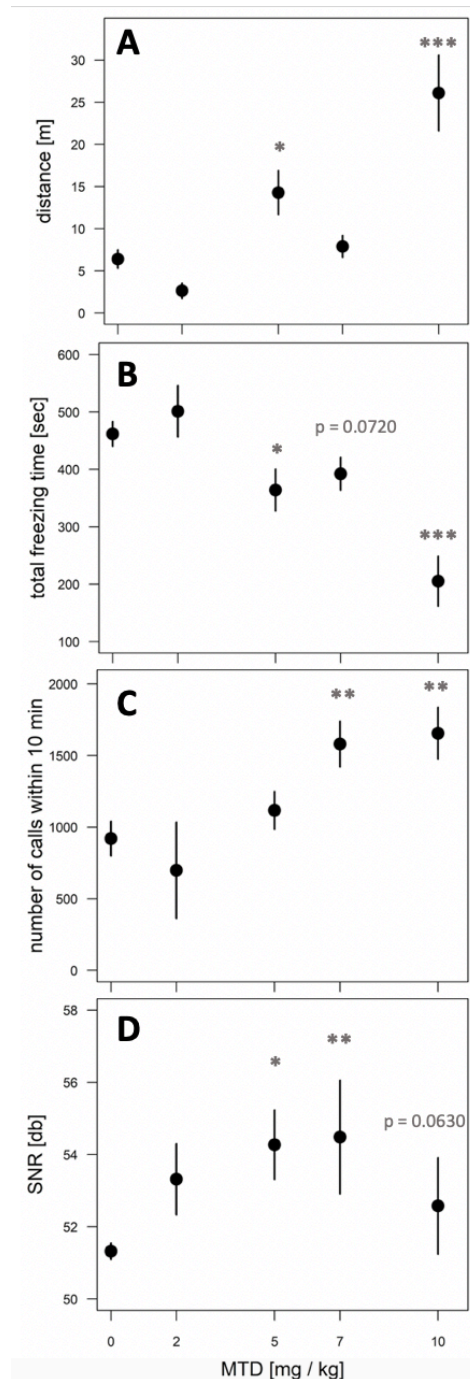 A
***
30
25
20
*
15
10
5
0
distance [m]
B
600
500
p = 0.0720
*
400
300
***
200
100
total freezing time [sec]
C
2000
**
**
1500
1000
500
0
number of calls within 10 min
D
58
**
*
56
p = 0.0630
54
52
50
SNR [db]
0 2 5 7 10
MTD [mg / kg]